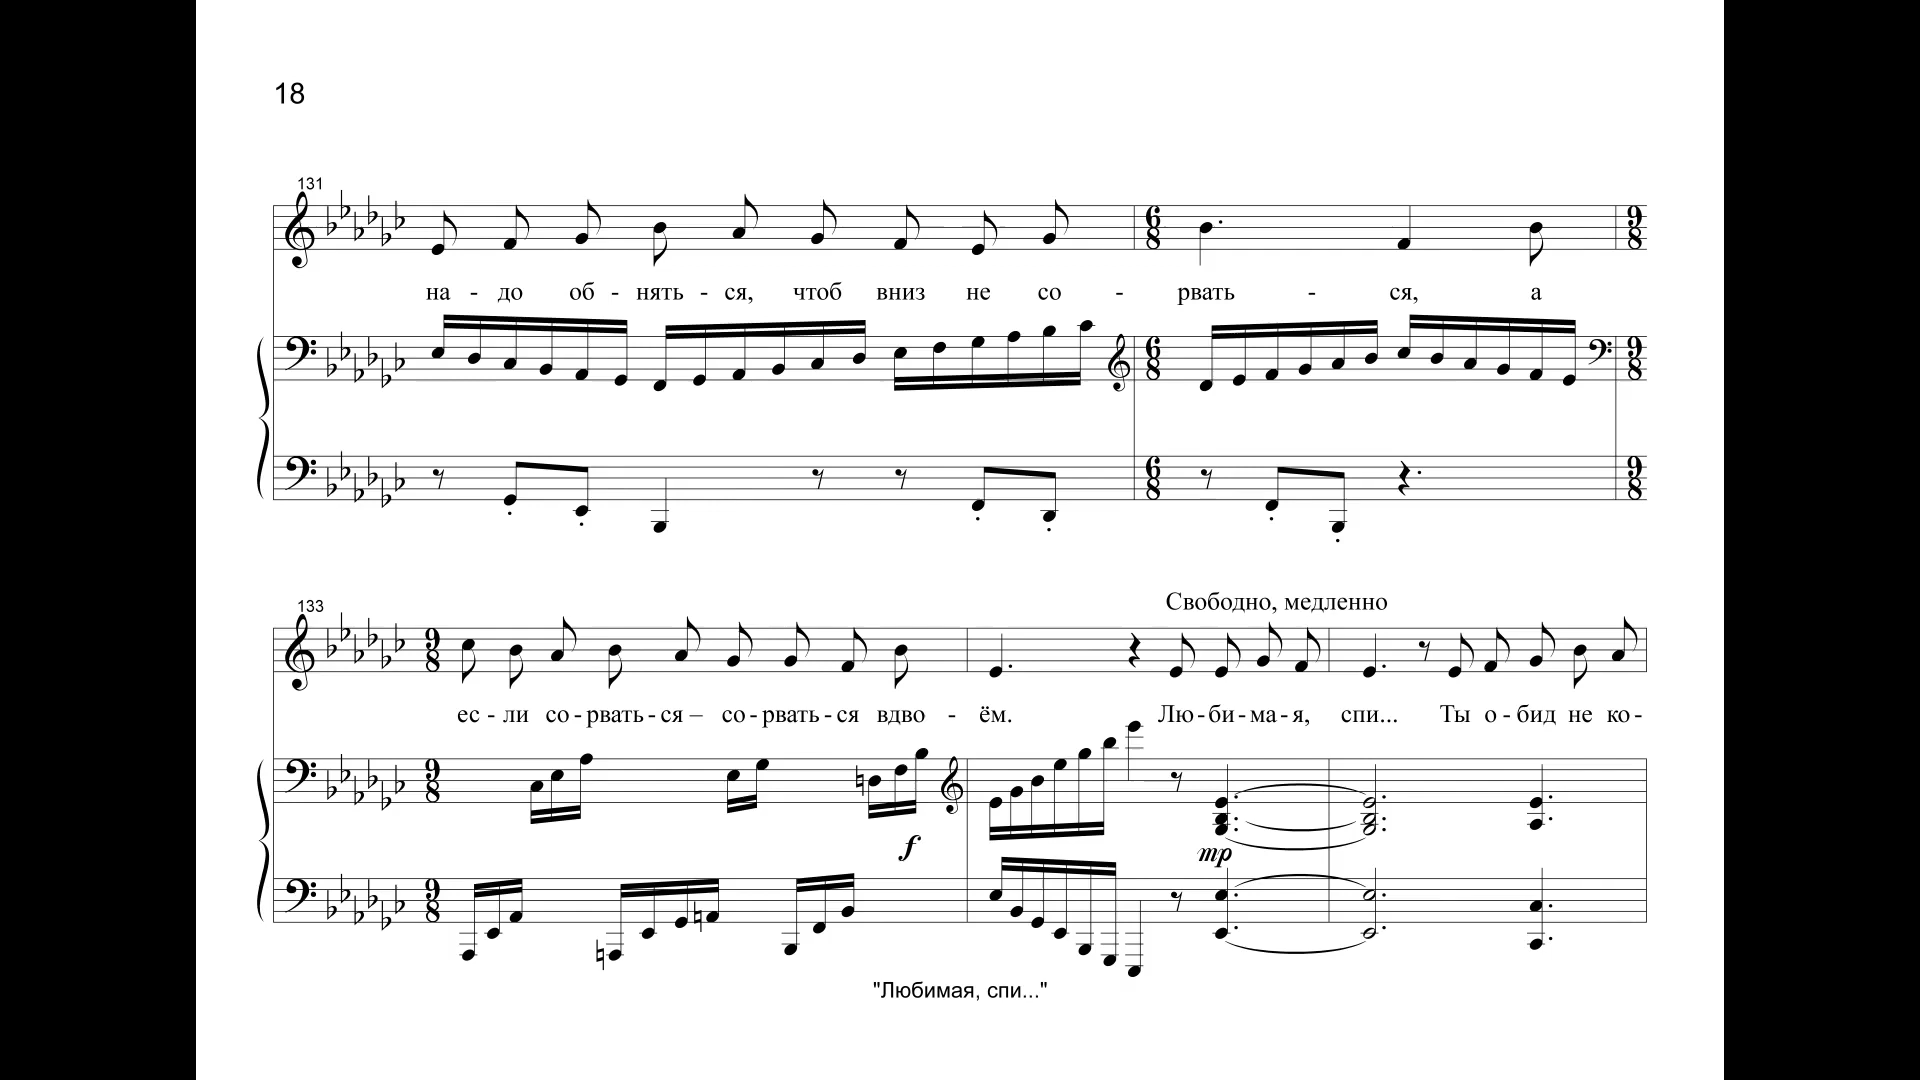 18
131
на - до об - нять - ся, чтоб вниз не со - рвать - ся, а
133
Свободно, медленно
ес - ли со - рвать - ся – со - рвать - ся вдво - ём. Лю - би - ма - я, спи... Ты о - бид не ко -
f
mp
"Любимая, спи..."